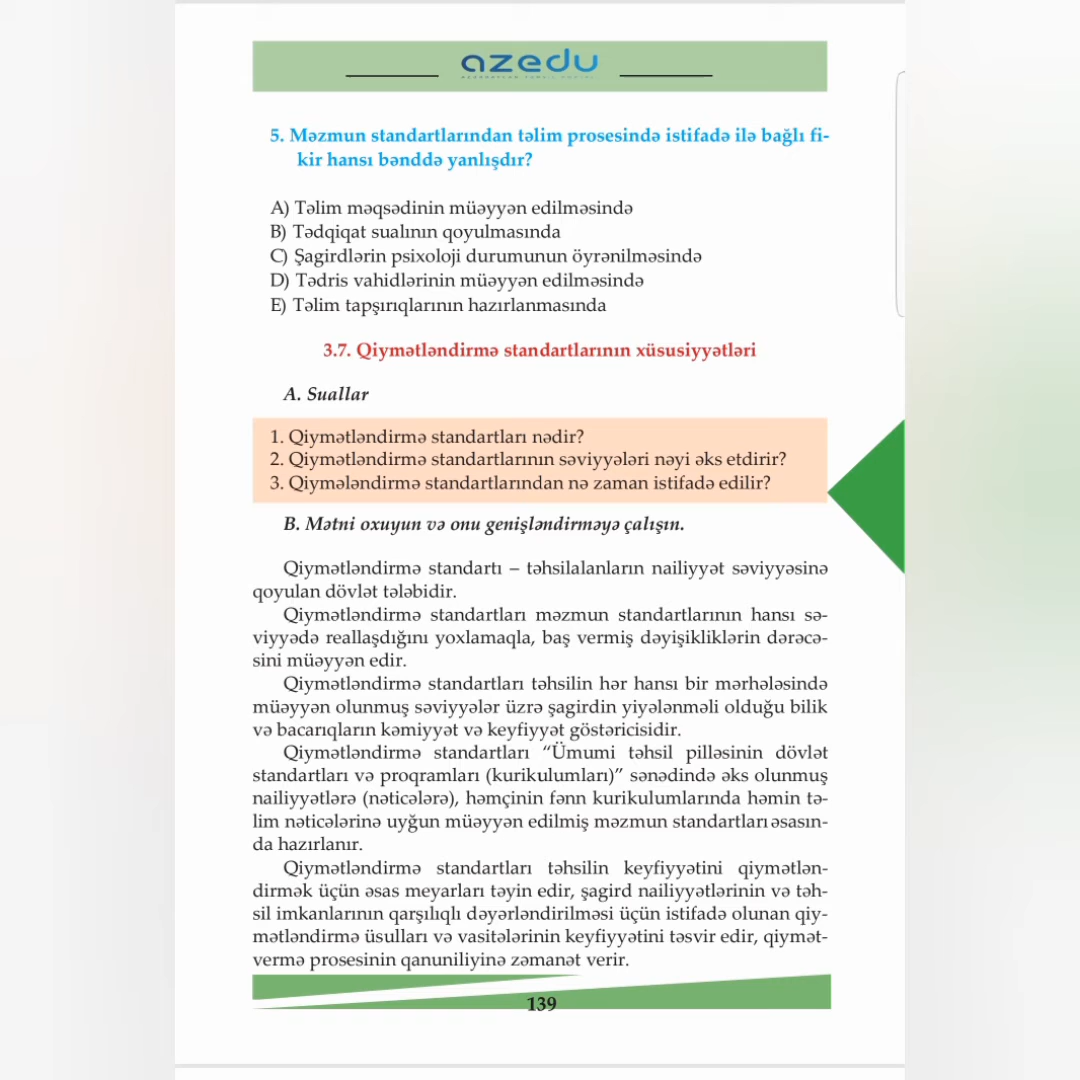 azedu
5. Məzmun standartlarından təlim prosesində istifadə ilə bağlı fi-
kir hansı bənddə yanlışdır?
A) Təlim məqsədinin müəyyən edilməsində
B) Tədqiqat sualının qoyulmasında
C) Şagirdlərin psixoloji durumunun öyrənilməsində
D) Tədris vahidlərinin müəyyən edilməsində
E) Təlim tapşırıqlarının hazırlanmasında
3.7. Qiymətləndirmə standartlarının xüsusiyyətləri
A. Suallar
1. Qiymətləndirmə standartları nədir?
2. Qiymətləndirmə standartlarının səviyyələri nəyi əks etdirir?
3. Qiymələndirmə standartlarından nə zaman istifadə edilir?
B. Mətni oxuyun və onu genişləndirməyə çalışın.
Qiymətləndirmə standartı – təhsilalanların nailiyyət səviyyəsinə
qoyulan dövlət tələbidir.
Qiymətləndirmə standartları məzmun standartlarının hansı sə-
viyyədə reallaşdığını yoxlamaqla, baş vermiş dəyişikliklərin dərəcə-
sini müəyyən edir.
Qiymətləndirmə standartları təhsilin hər hansı bir mərhələsində
müəyyən olunmuş səviyyələr üzrə şagirdin yiyələnməli olduğu bilik
və bacarıqların kəmiyyət və keyfiyyət göstəricisidir.
Qiymətləndirmə standartları “Ümumi təhsil pilləsinin dövlət
standartları və proqramları (kurikulumları)” sənədində əks olunmuş
nailiyyətlərə (nəticələrə), həmçinin fənn kurikulumlarında həmin tə-
lim nəticələrinə uyğun müəyyən edilmiş məzmun standartları əsasın-
da hazırlanır.
Qiymətləndirmə standartları təhsilin keyfiyyətini qiymətlən-
dirmək üçün əsas meyarları təyin edir, şagird nailiyyətlərinin və təh-
sil imkanlarının qarşılıqlı dəyərləndirilməsi üçün istifadə olunan qiy-
mətləndirmə üsulları və vasitələrinin keyfiyyətini təsvir edir, qiymət-
vermə prosesinin qanuniliyinə zəmanət verir.
139